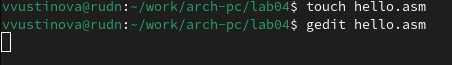 vvustinova@rudn:~/work/arch-pc/lab04$ touch hello.asm
vvustinova@rudn:~/work/arch-pc/lab04$ gedit hello.asm